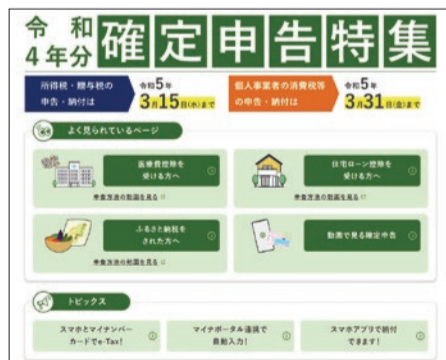 令和
4年分
確定申告特集
所得税・贈与税の
申告・納付は
令和5年
3月15日(水)まで
個人事業者の消費税等
の申告・納付は
令和5年
3月31日(金)まで
よく見られているページ
医療費控除を
受ける方へ
申告方法の動画を見る
住宅ローン控除を
受ける方へ
申告方法の動画を見る
ふるさと納税を
された方へ
申告方法の動画を見る
動画で見る確定申告
トピックス
スマホとマイナンバー
カードでe-Tax!
マイナポータル連携で
自動入力!
スマホアプリで納付
できます!